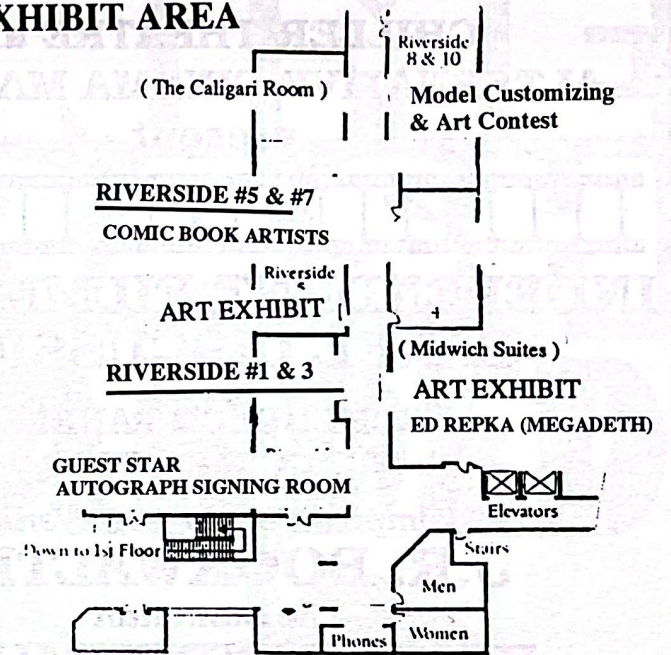 XHIBIT AREA
Riverside
8 & 10
( The Caligari Room )
Model Customizing
& Art Contest
RIVERSIDE #5 & #7
COMIC BOOK ARTISTS
Riverside
ART EXHIBIT
4
( Midwich Suites )
RIVERSIDE #1 & 3
ART EXHIBIT
ED REPKA (MEGADETH)
GUEST STAR
AUTOGRAPH SIGNING ROOM
Elevators
Down to 1st Floor
Stairs
Men
Women
Phones